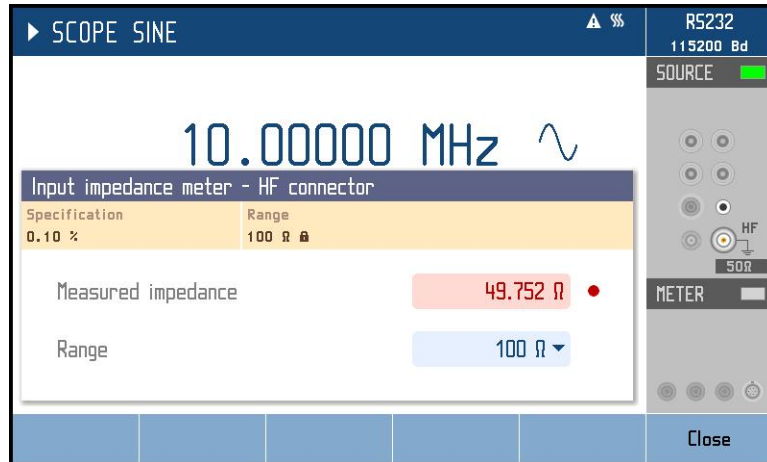 SCOPE SINE
RS232
115200 Bd
SOURCE
10.00000 MHz
Input impedance meter - HF connector
Specification
Range
0.10 %
100 Ω
HF
50Ω
Measured impedance
49.752 Ω
METER
Range
100 Ω
Close